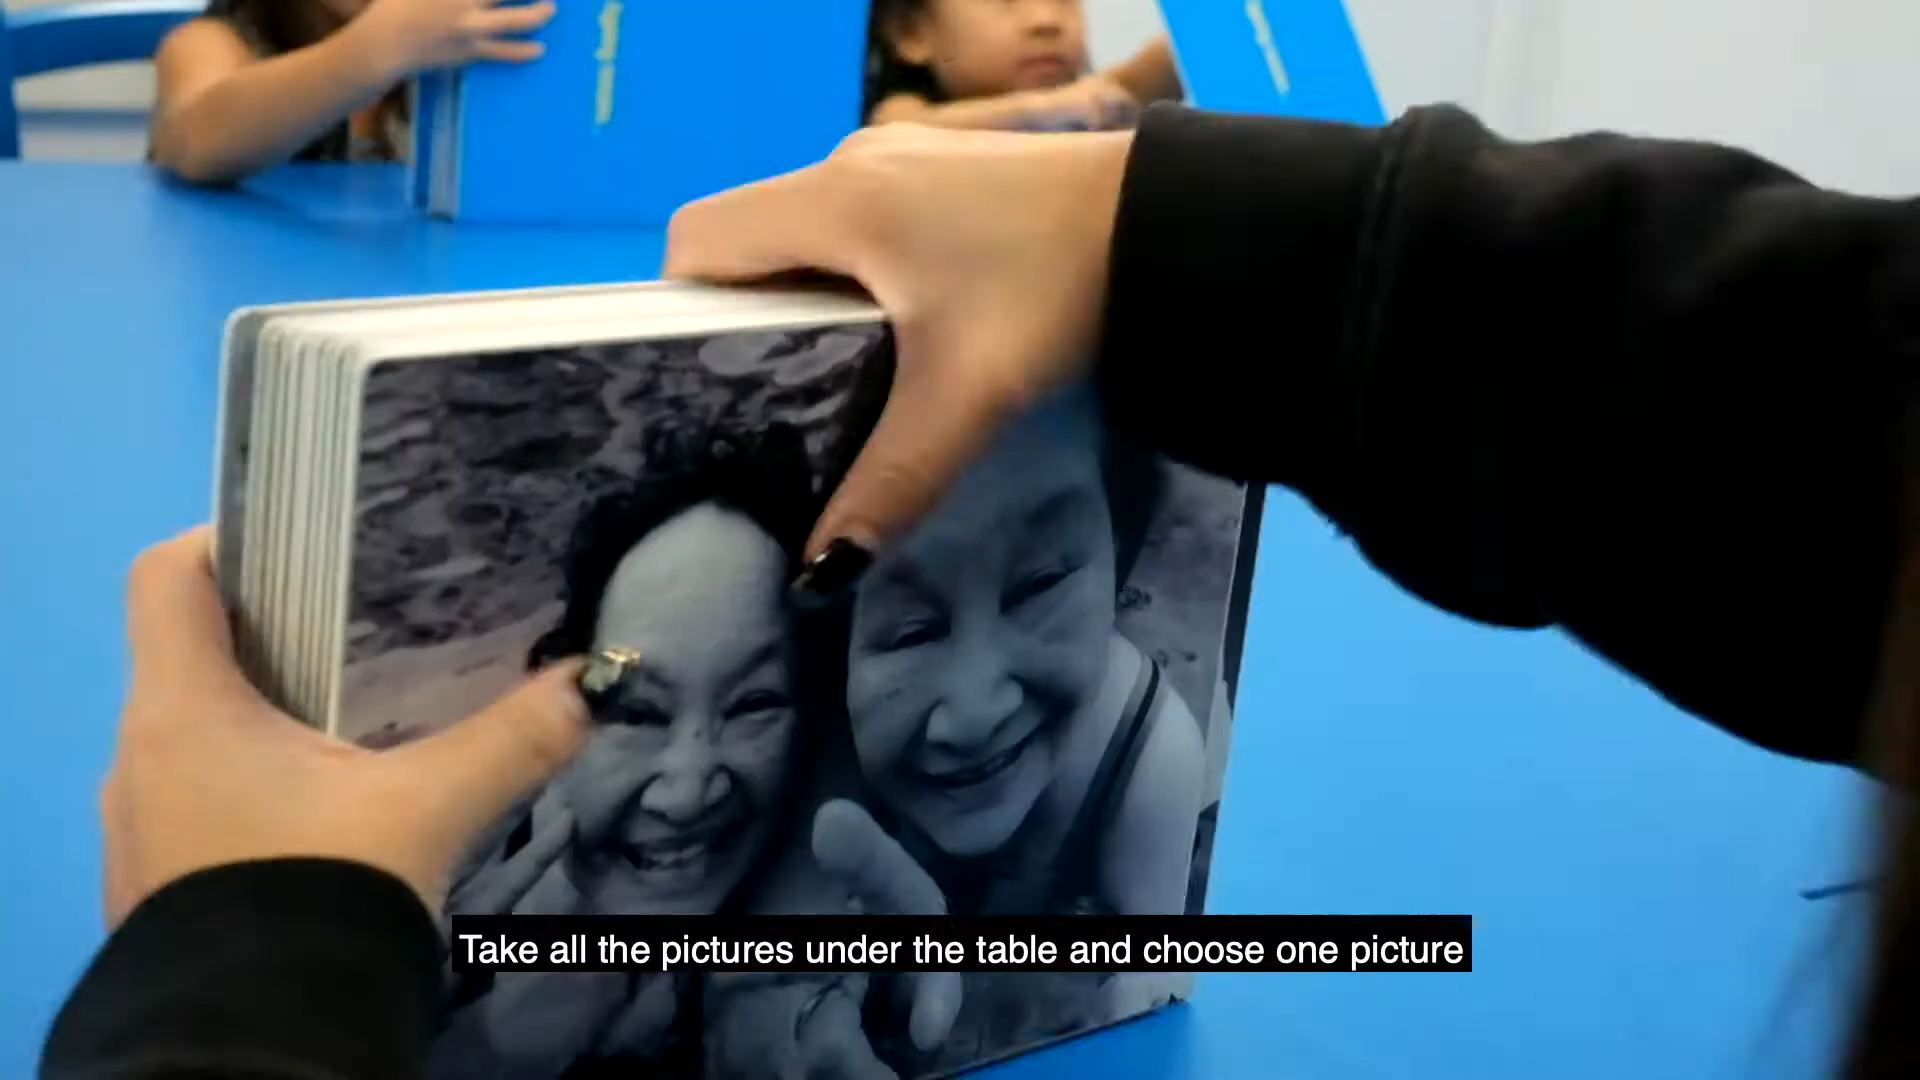 Take all the pictures under the table and choose one picture